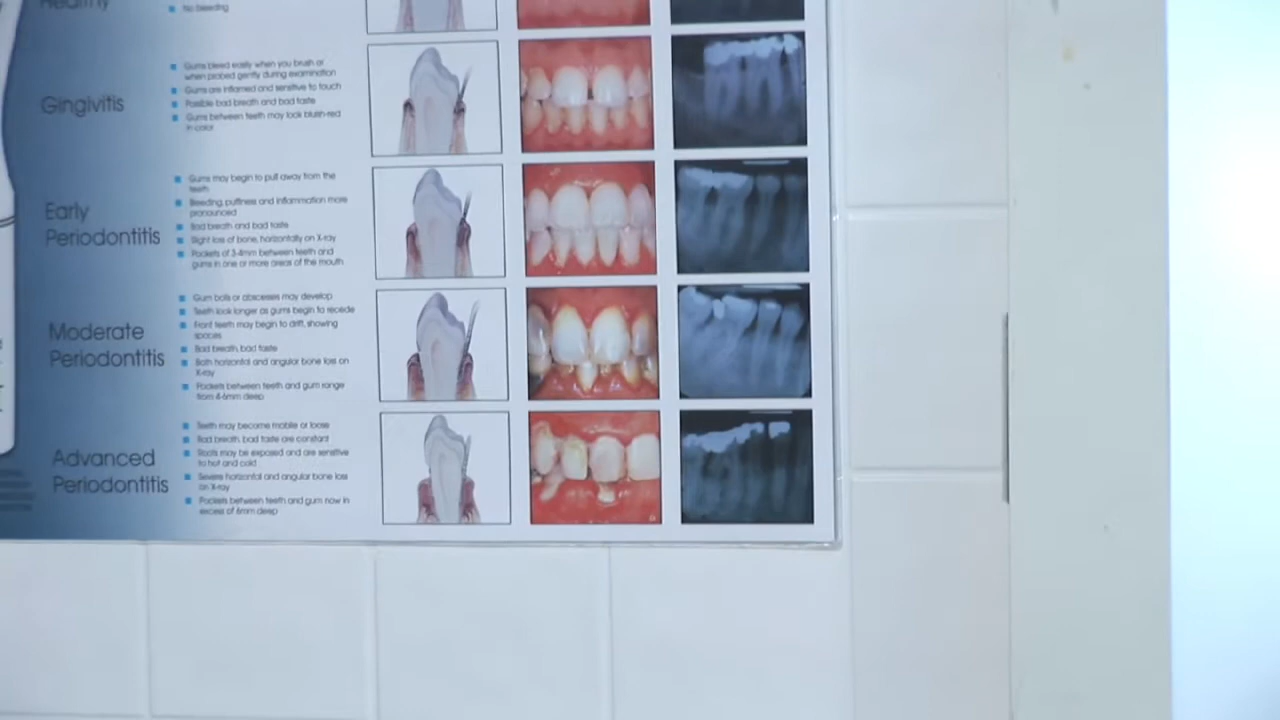 Healthy
No bleeding
Gingivitis
Gums bleed easily when you brush or
when probed gently during examination
Gums are inflamed and sensitive to touch
Possible bad breath and bad taste
Gums between teeth may look bluish-red
in color
Early
Periodontitis
Gums may begin to pull away from the
teeth
Bleeding, puffiness and inflammation more
pronounced
Bad breath and bad taste
Slight loss of bone, horizontally on X-ray
Pockets of 3-4mm between teeth and
gums in one or more areas of the mouth
Moderate
Periodontitis
Gum boils or abscesses may develop
Teeth look longer as gums begin to recede
Front teeth may begin to drift, showing
spaces
Bad breath, bad taste
Both horizontal and angular bone loss on
X-ray
Pockets between teeth and gum range
from 4-6mm deep
Advanced
Periodontitis
Teeth may become mobile or loose
Bad breath, bad taste are constant
Roots may be exposed and are sensitive
to hot and cold
Severe horizontal and angular bone loss
on X-ray
Pockets between teeth and gum now in
excess of 6mm deep